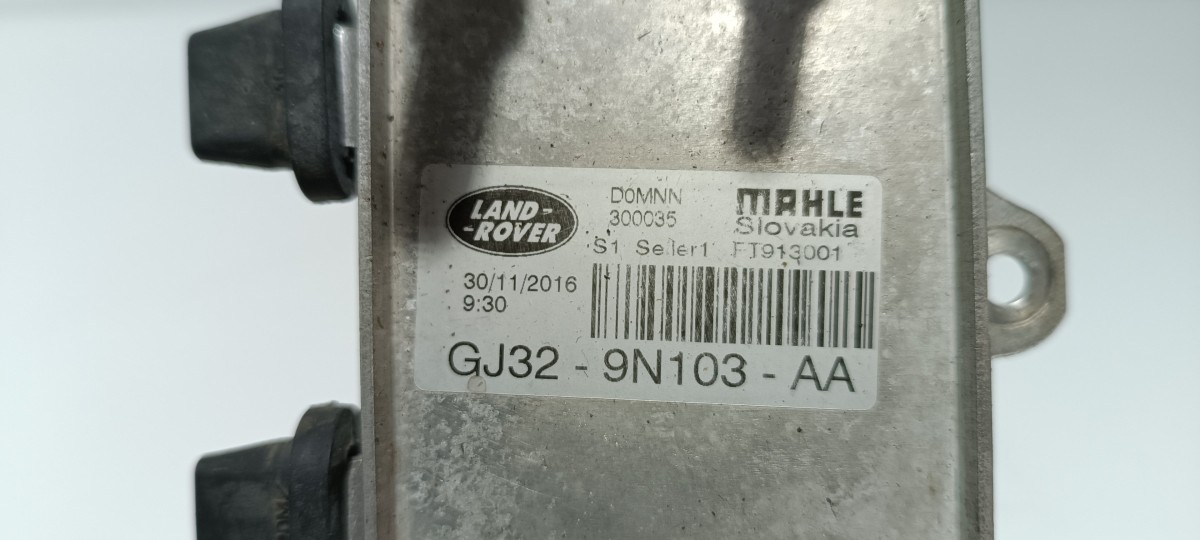 LAND-
-ROVER
D0MNN
300035
MAHLE
Slovakia
S1 Seller1 FT913001
30/11/2016
9:30
GJ32 - 9N103 - AA